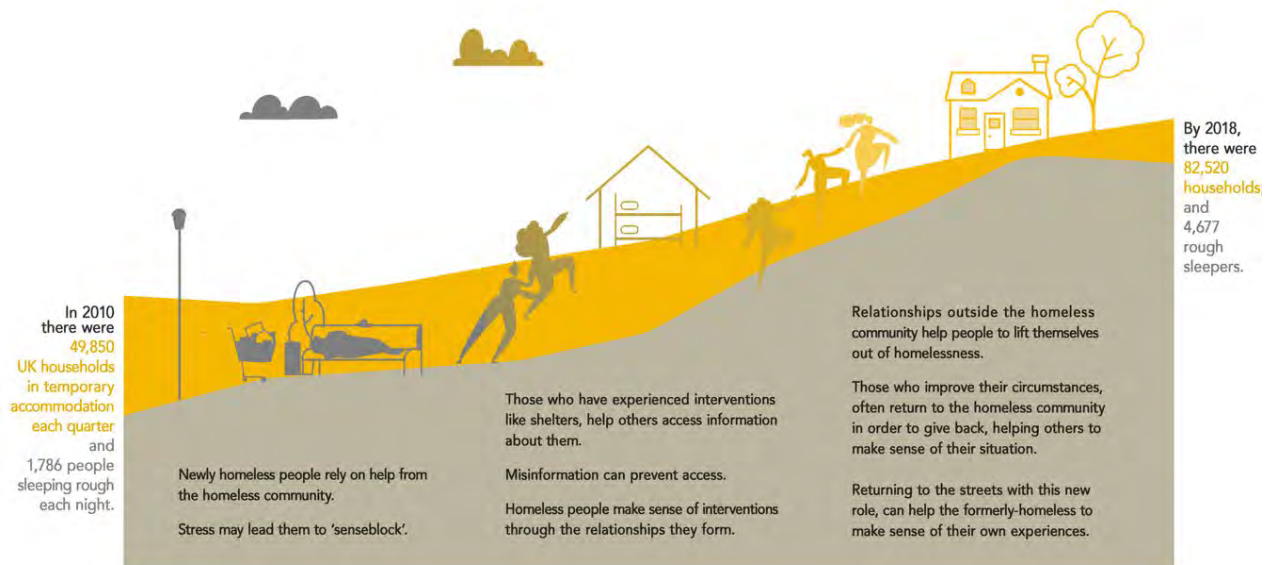 In 2010
there were
49,850
UK households
in temporary
accommodation
each quarter
and
1,786 people
sleeping rough
each night.
Newly homeless people rely on help from
the homeless community.
Stress may lead them to ‘senseblock’.
Those who have experienced interventions
like shelters, help others access information
about them.
Misinformation can prevent access.
Homeless people make sense of interventions
through the relationships they form.
Relationships outside the homeless
community help people to lift themselves
out of homelessness.
Those who improve their circumstances,
often return to the homeless community
in order to give back, helping others to
make sense of their situation.
Returning to the streets with this new
role, can help the formerly-homeless to
make sense of their own experiences.
By 2018,
there were
82,520
households,
and
4,677
rough
sleepers.